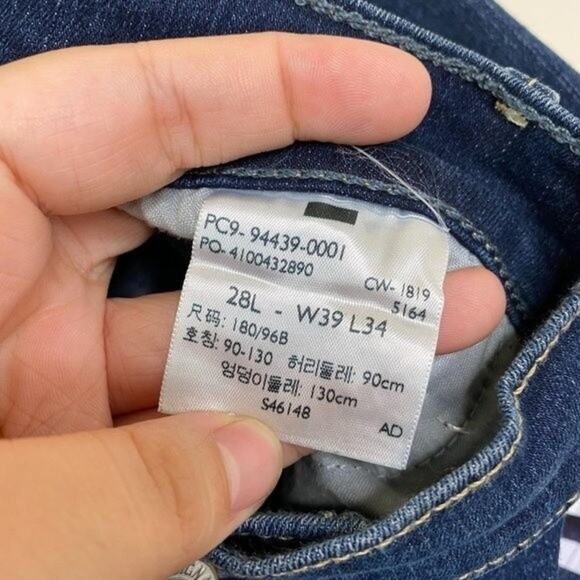 PC9- 94439-0001
PO-4100432890
CW- 1819
5164
28L - W39 L34
尺码: 180/96B
호칭: 90-130 허리둘레: 90cm
엉덩이둘레: 130cm
S46148
AD